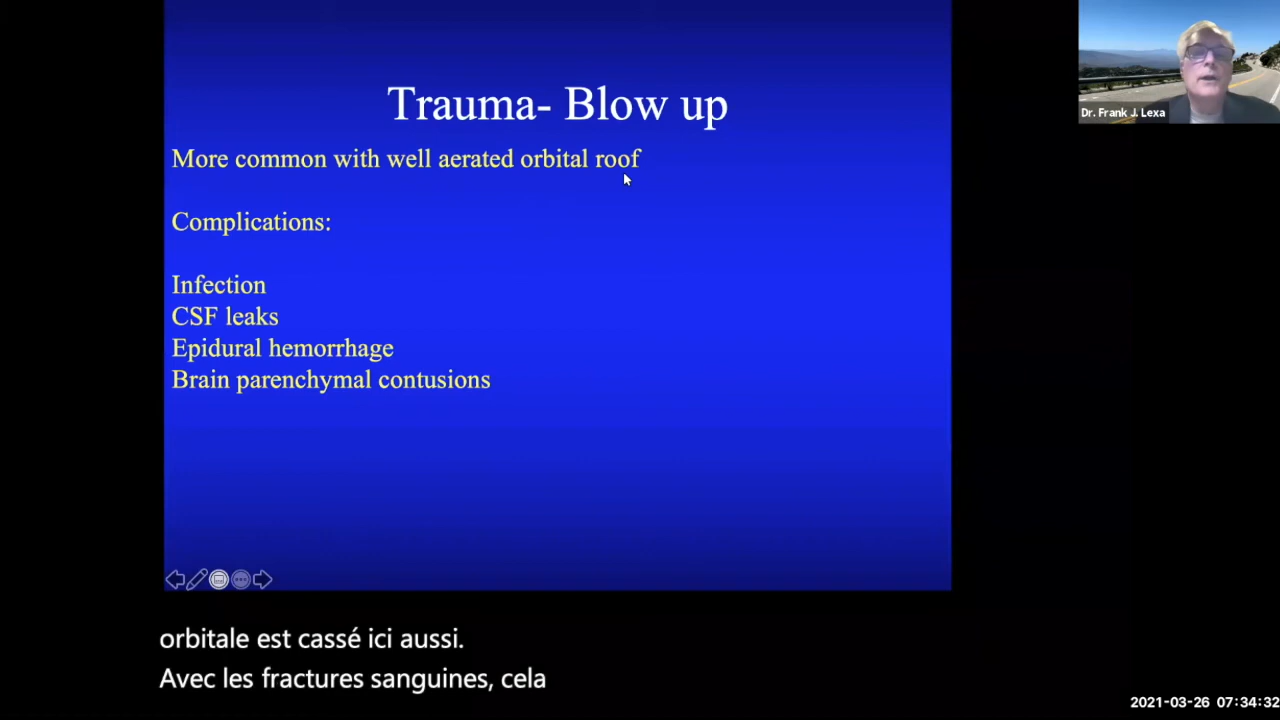 Trauma- Blow up
More common with well aerated orbital roof
Complications:
Infection
CSF leaks
Epidural hemorrhage
Brain parenchymal contusions
Dr. Frank J. Lexa
orbitale est cassé ici aussi.
Avec les fractures sanguines, cela
2021-03-26 07:34:32